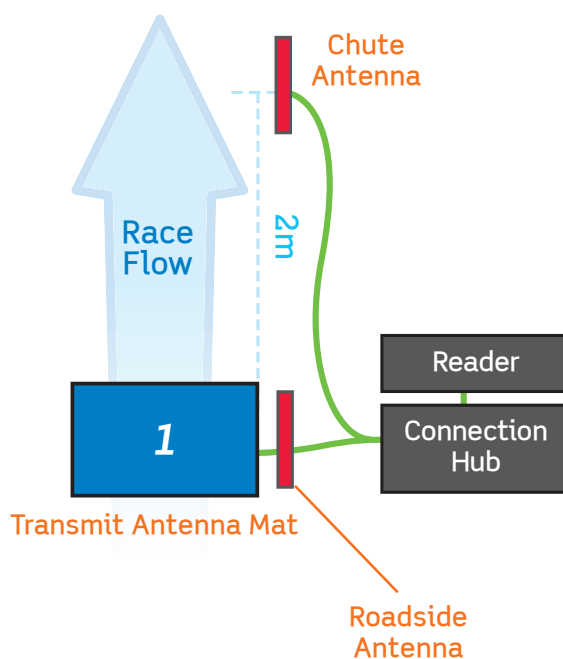 Chute
Antenna
Race
Flow
2m
Reader
1
Connection
Hub
Transmit Antenna Mat
Roadside
Antenna